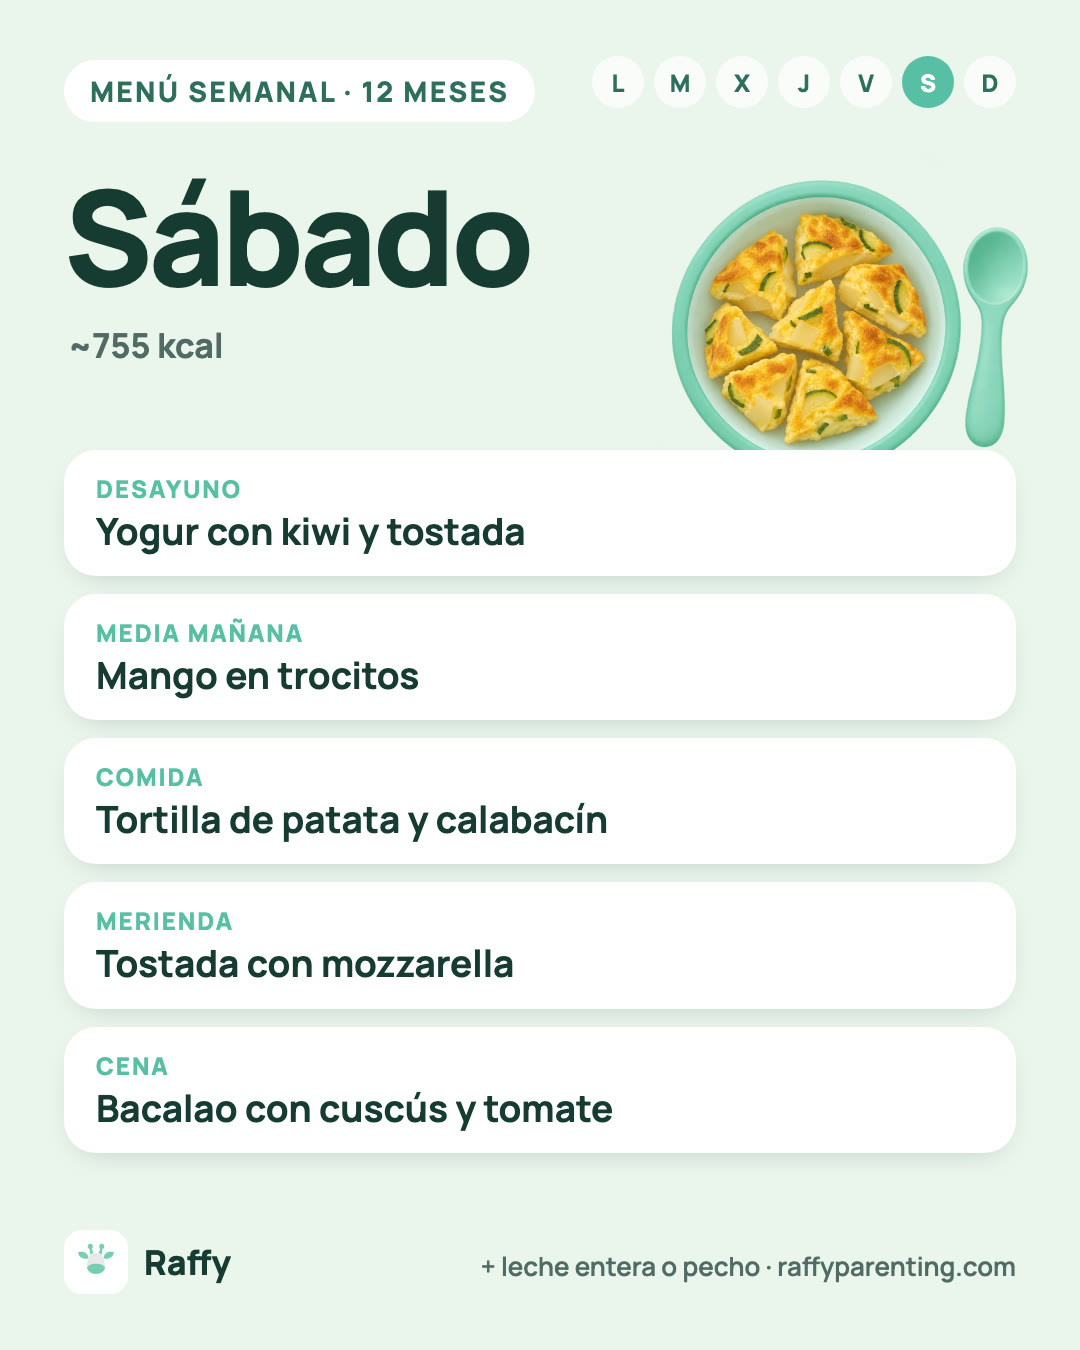 MENÚ SEMANAL · 12 MESES
L M X J V S D
Sábado
~755 kcal
DESAYUNO
Yogur con kiwi y tostada
MEDIA MAÑANA
Mango en trocitos
COMIDA
Tortilla de patata y calabacín
MERIENDA
Tostada con mozzarella
CENA
Bacalao con cuscús y tomate
Raffy
+ leche entera o pecho · raffyparenting.com